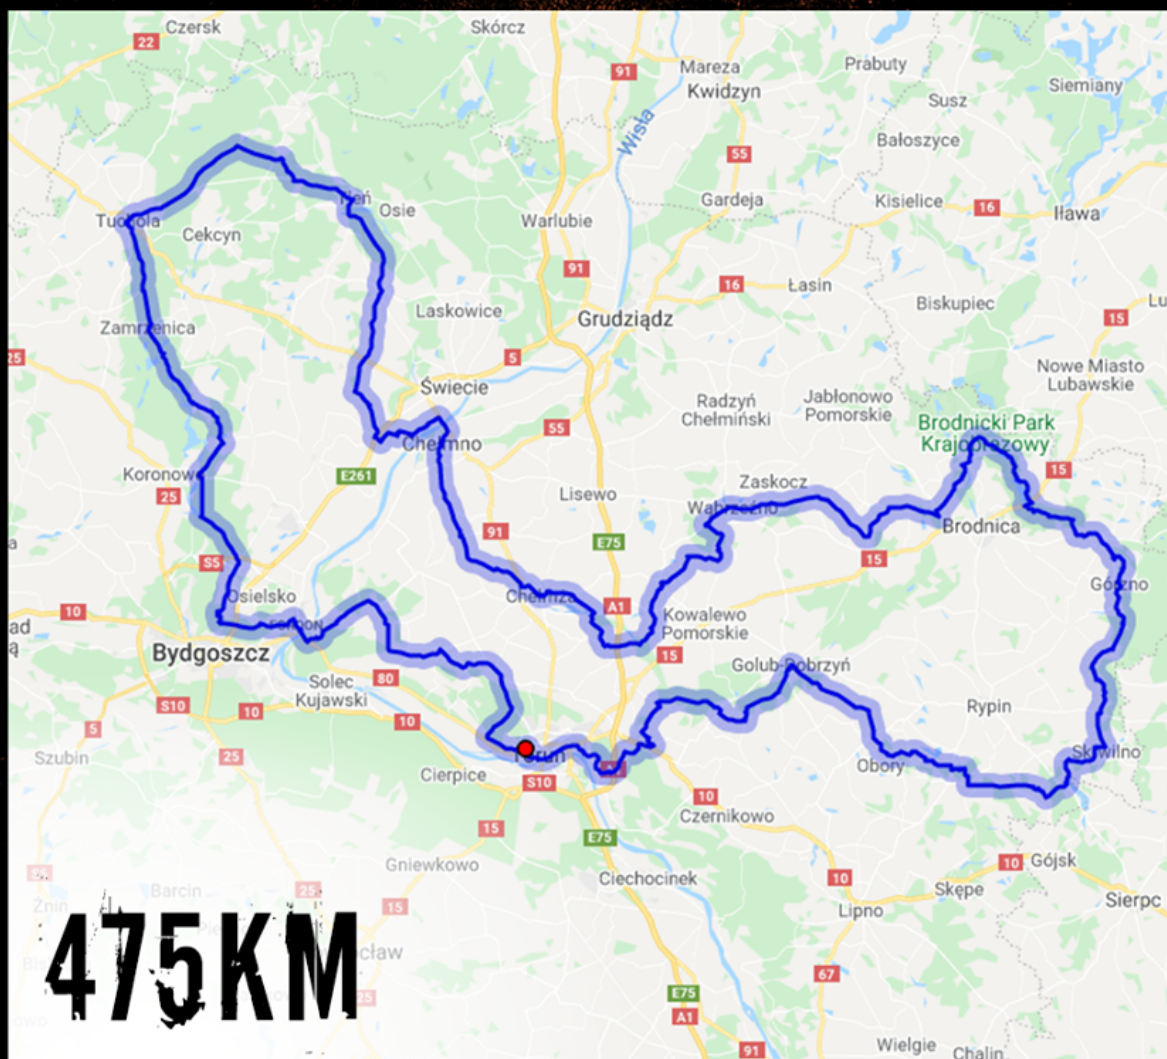 Czersk
Skórcz
22
91
Mareza
Prabuty
Kwidzyn
Siemiany
Susz
Wisła
Bałoszyce
55
Gardeja
Kisielice
16
Iława
Tuchola
Osie
Cekcyn
Warlubie
91
16
Łasin
Biskupiec
Laskowice
Grudziądz
15
Zamrzenica
25
5
Nowe Miasto
Lubawskie
Świecie
Radzyń
Chełmiński
Jabłonowo
Pomorskie
55
Brodnicki Park
Krajobrazowy
Chełmno
Koronowo
E261
15
25
Lisewo
Zaskocz
Wąbrzeźno
Brodnica
91
E75
15
S5
Górzno
Osielsko
Chełmża
A1
10
Kowalewo
Pomorskie
Bydgoszcz
15
Golub-Dobrzyń
Solec
Kujawski
80
Rypin
S10
10
10
5
Toruń
Skrwilno
Szubin
25
Cierpice
S10
Obory
10
Czernikowo
15
E75
Gniewkowo
10
Gójsk
Ciechocinek
10
Skępe
Barcin
25
Sierpc
Żnin
15
Lipno
475KM
67
25
E75
A1
91
Wielgie
Chalin